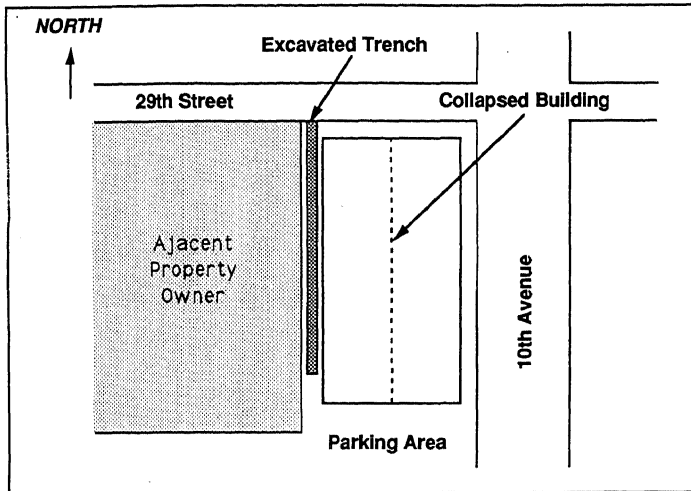 NORTH
Excavated Trench
29th Street
Collapsed Building
Ajacent
Property
Owner
10th Avenue
Parking Area